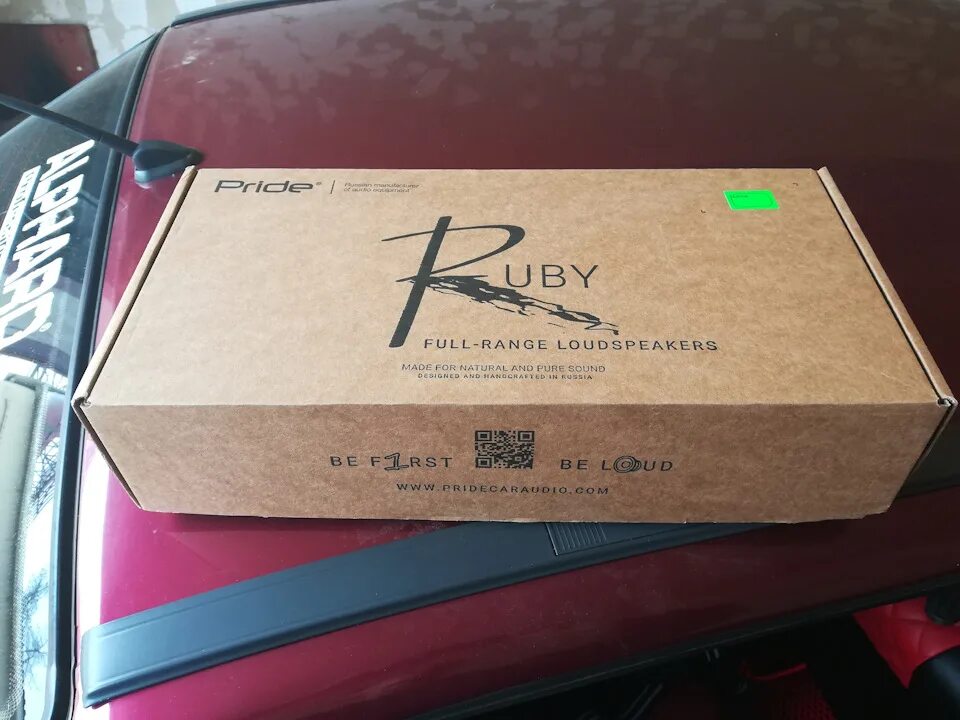 ALPHARD
Pride®
Russian manufacturer
of audio equipment
RUBY
FULL-RANGE LOUDSPEAKERS
MADE FOR NATURAL AND PURE SOUND
DESIGNED AND HANDCRAFTED IN RUSSIA
BE F1RST
BE LOUD
WWW.PRIDECARAUDIO.COM